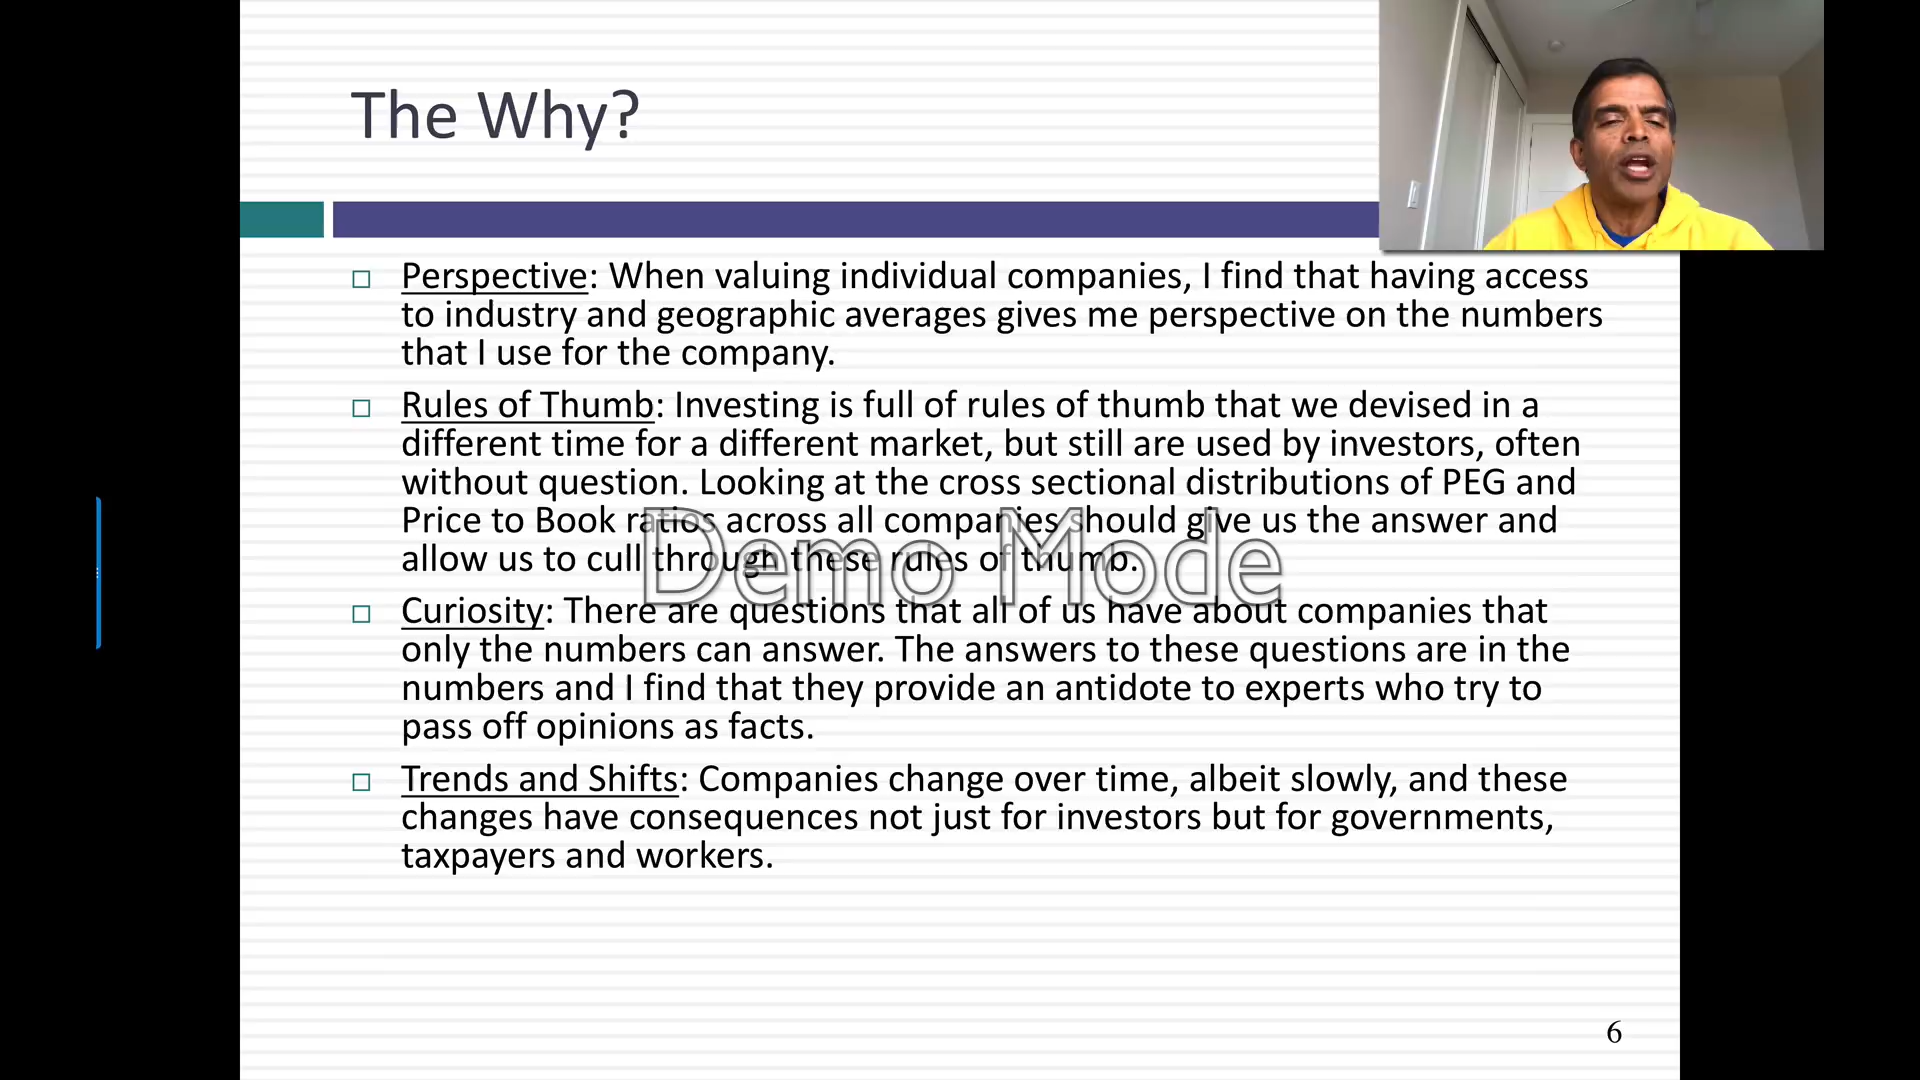 The Why?
Perspective: When valuing individual companies, I find that having access
to industry and geographic averages gives me perspective on the numbers
that I use for the company.
Rules of Thumb: Investing is full of rules of thumb that we devised in a
different time for a different market, but still are used by investors, often
without question. Looking at the cross sectional distributions of PEG and
Price to Book ratios across all companies should give us the answer and
allow us to cull through these rules of thumb.
Demo Mode
Curiosity: There are questions that all of us have about companies that
only the numbers can answer. The answers to these questions are in the
numbers and I find that they provide an antidote to experts who try to
pass off opinions as facts.
Trends and Shifts: Companies change over time, albeit slowly, and these
changes have consequences not just for investors but for governments,
taxpayers and workers.
6